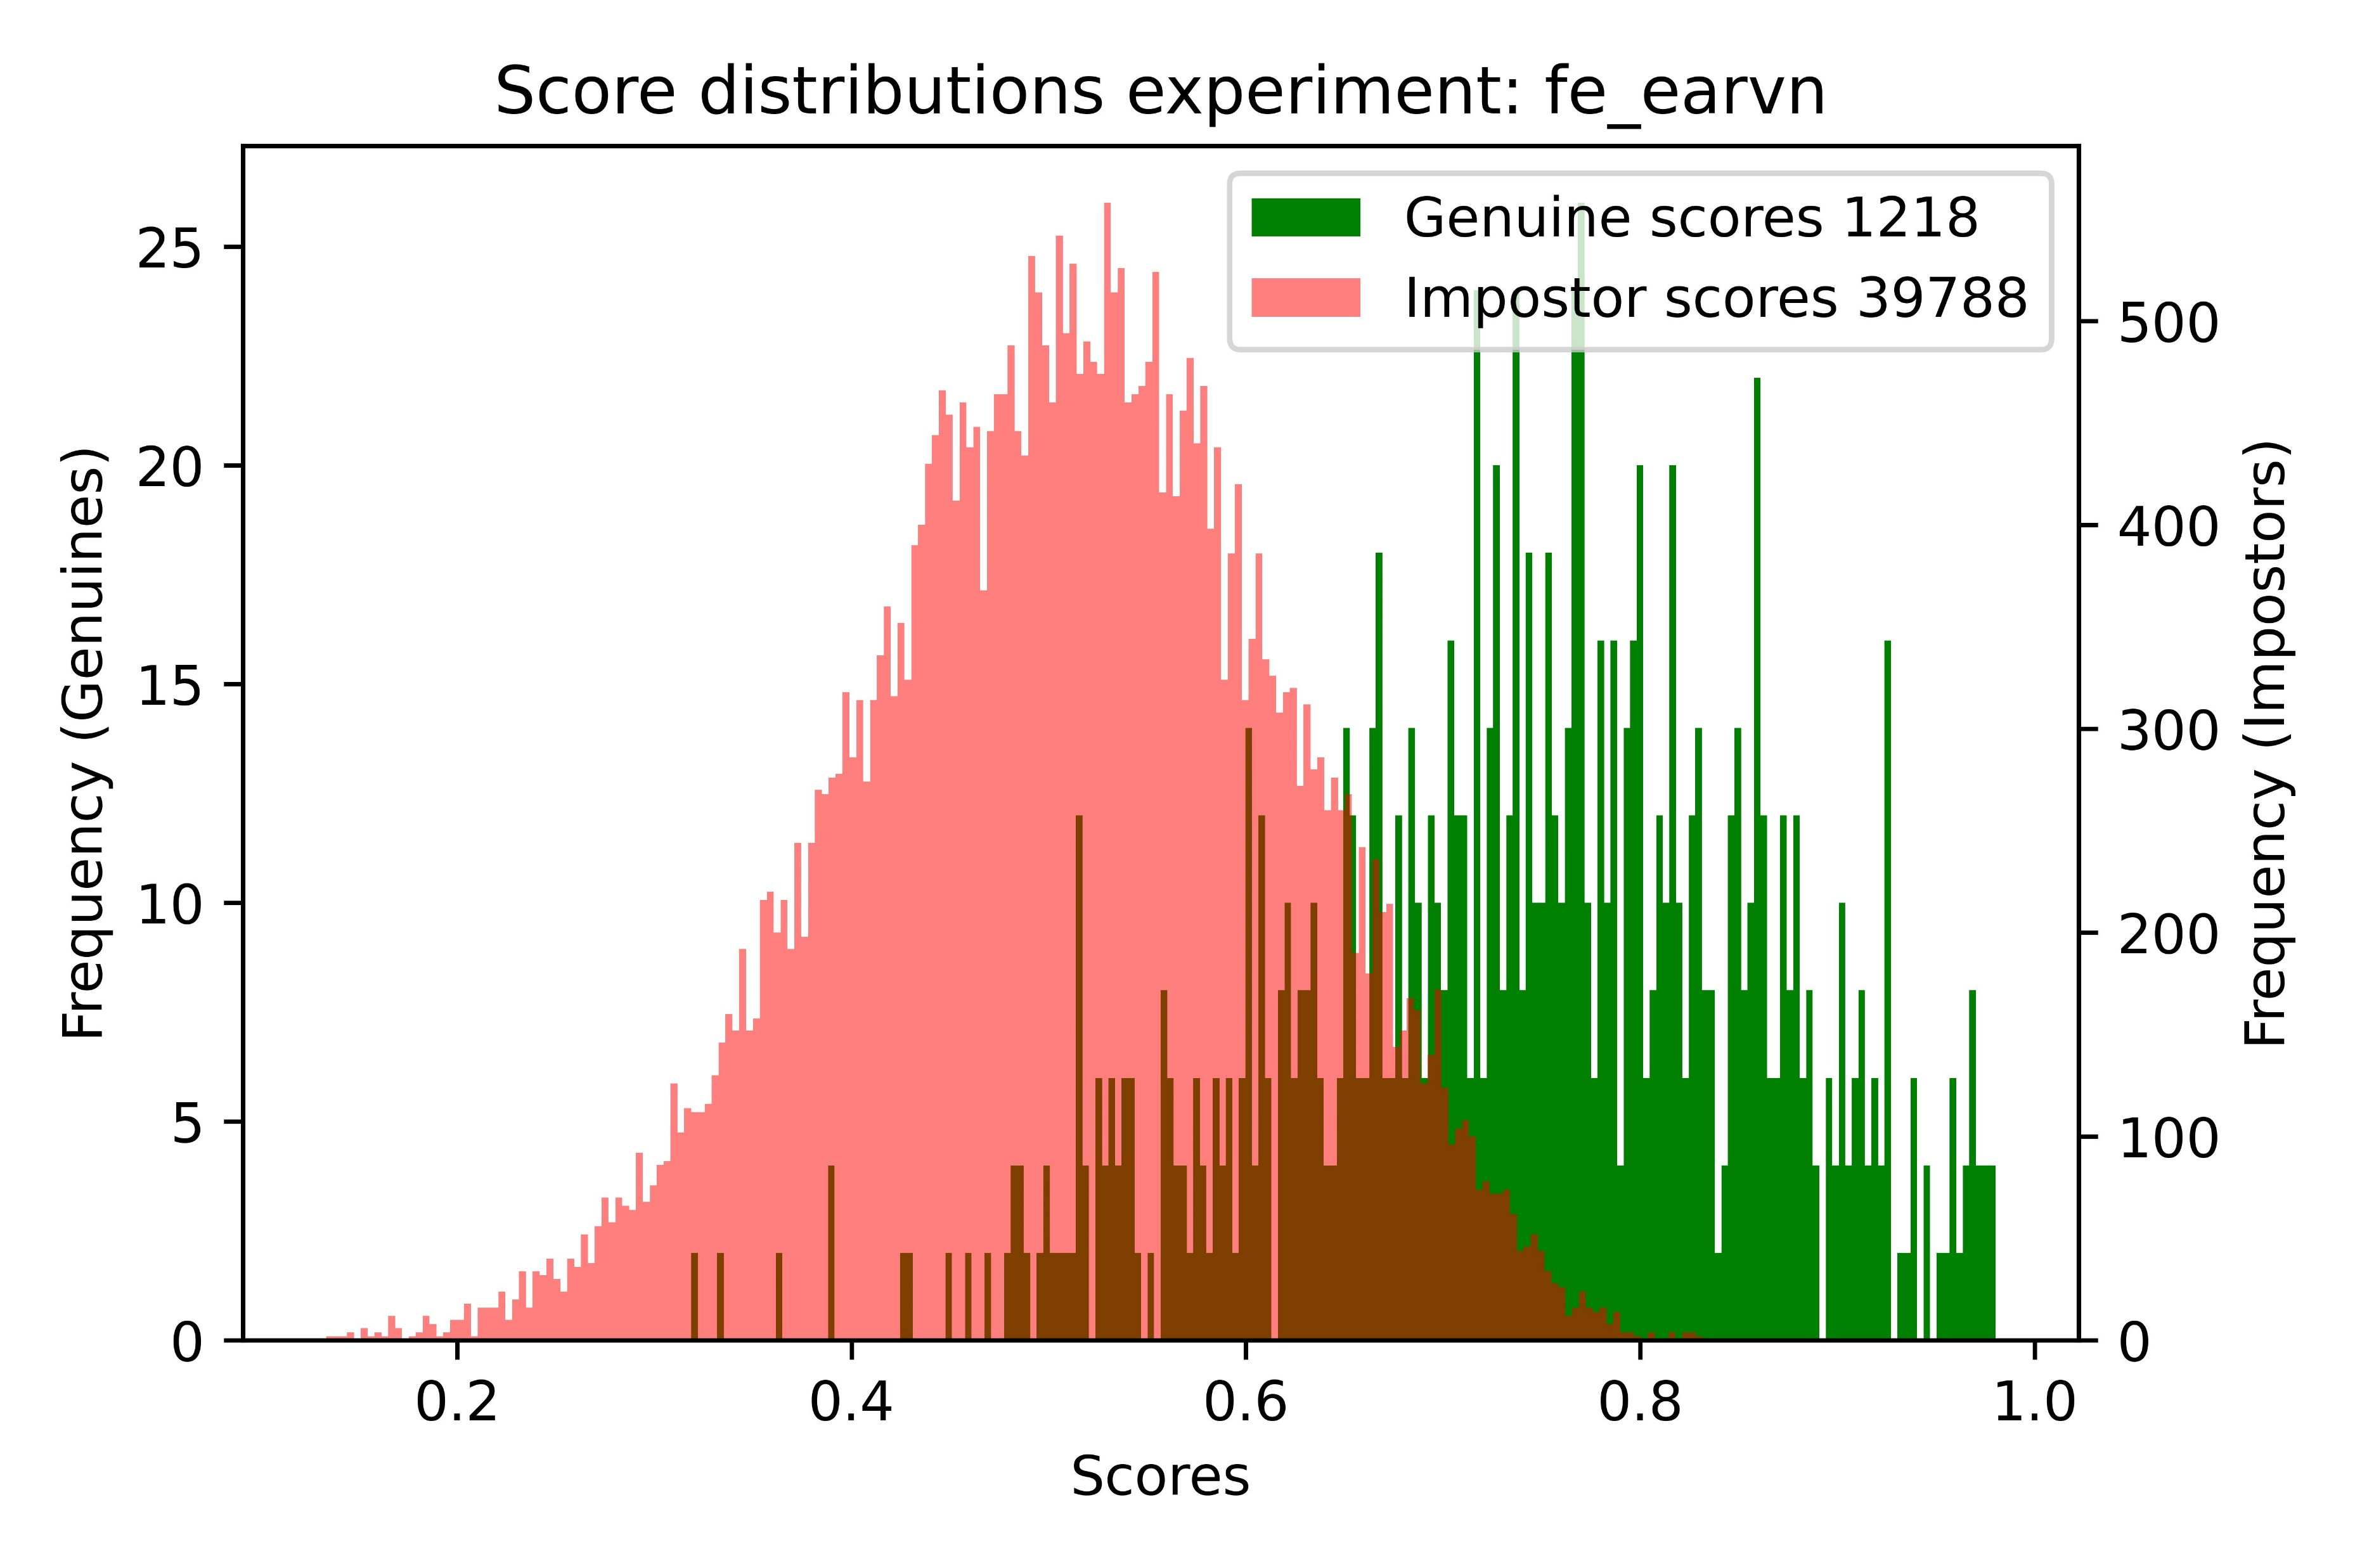 Score distributions experiment: fe_earvn
Genuine scores 1218
Impostor scores 39788
Frequency (Genuines)
25
20
15
10
5
0
Frequency (Impostors)
500
400
300
200
100
0
0.2 0.4 0.6 0.8 1.0
Scores